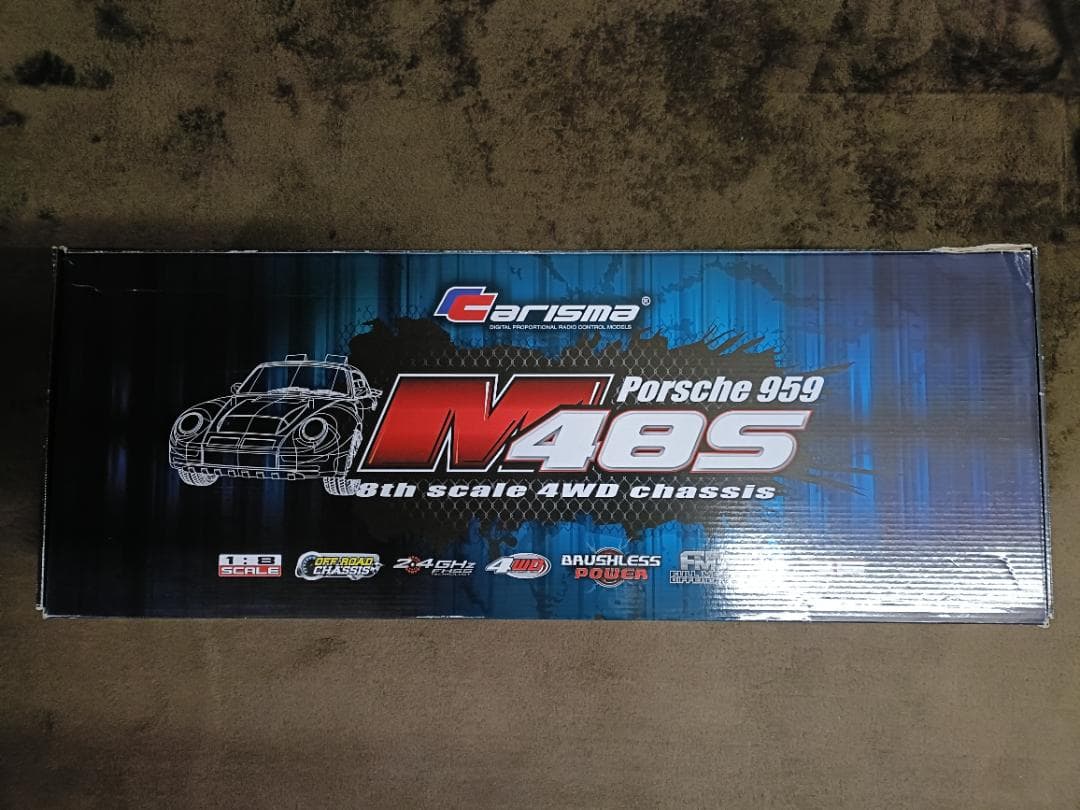 Carisma®
DIGITAL PROPORTIONAL RADIO CONTROL MODELS
Porsche 959
M48S
8th scale 4WD chassis
1:8 SCALE
OFF ROAD CHASSIS
2.4GHz FHSS
4WD
BRUSHLESS POWER